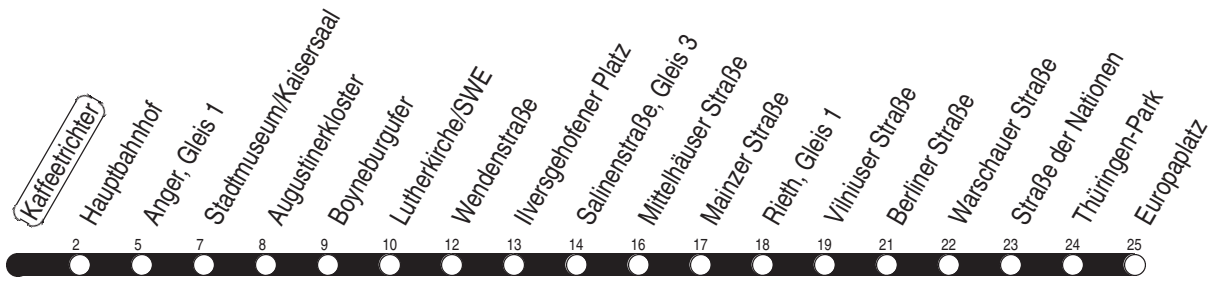 Kaffeetrichter
Hauptbahnhof
Anger, Gleis 1
Stadtmuseum/Kaisersaal
Augustinerkloster
Boyneburgufer
Lutherkirche/SWE
Wendenstraße
Ilversgehofener Platz
Salinenstraße, Gleis 3
Mittelhäuser Straße
Mainzer Straße
Rieth, Gleis 1
Vilniuser Straße
Berliner Straße
Warschauer Straße
Straße der Nationen
Thüringen-Park
Europaplatz
2 5 7 8 9 10 12 13 14 16 17 18 19 21 22 23 24 25